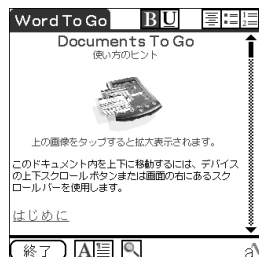 Word To Go B U
Documents To Go
使い方のヒント
上の画像をタップすると拡大表示されます。
このドキュメント内を上下に移動するには、デバイス
の上下スクロール ボタンまたは画面の右にあるスク
ロール バーを使用します。
はじめに
終了 A a